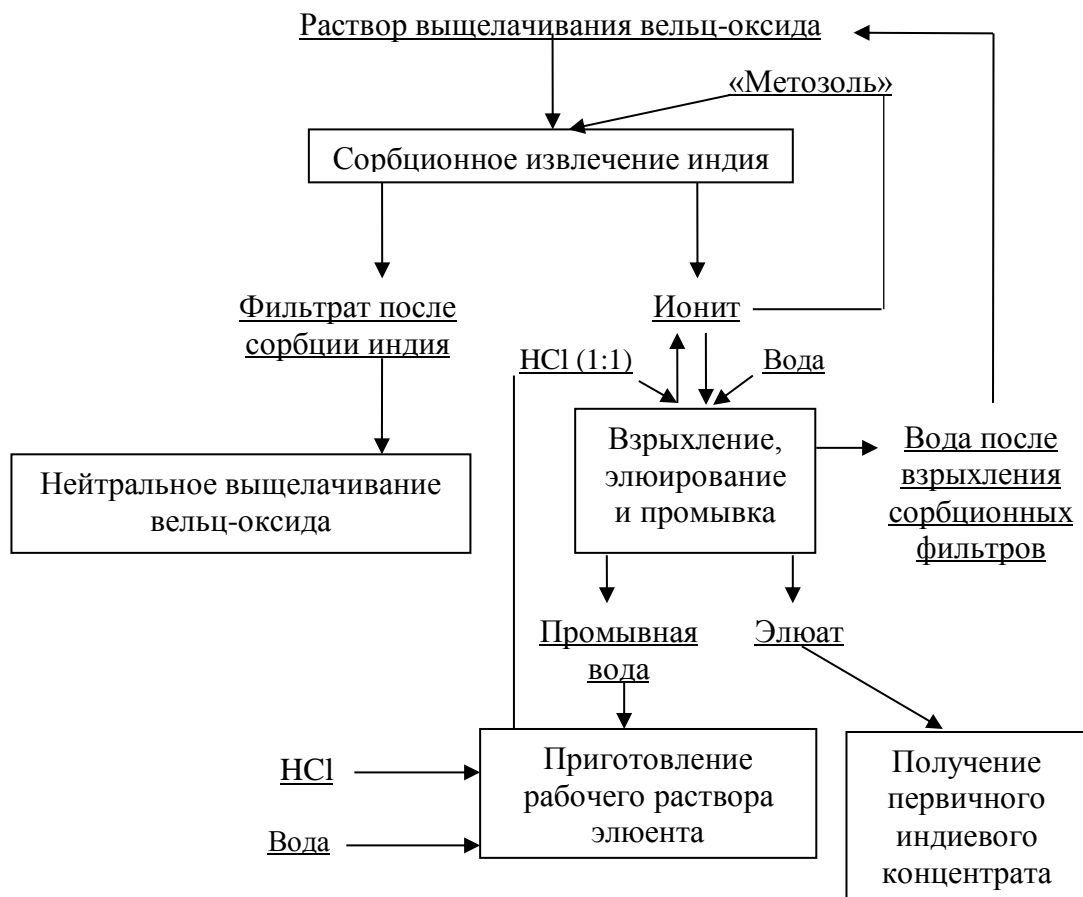 Раствор выщелачивания вельц-оксида
«Метозоль»
Сорбционное извлечение индия
Фильтрат после
сорбции индия
Ионит
HCl (1:1)
Вода
Взрыхление,
элюирование
и промывка
Вода после
взрыхления
сорбционных
фильтров
Нейтральное выщелачивание
вельц-оксида
Промывная
вода
Элюат
HCl
Вода
Приготовление
рабочего раствора
элюента
Получение
первичного
индиевого
концентрата